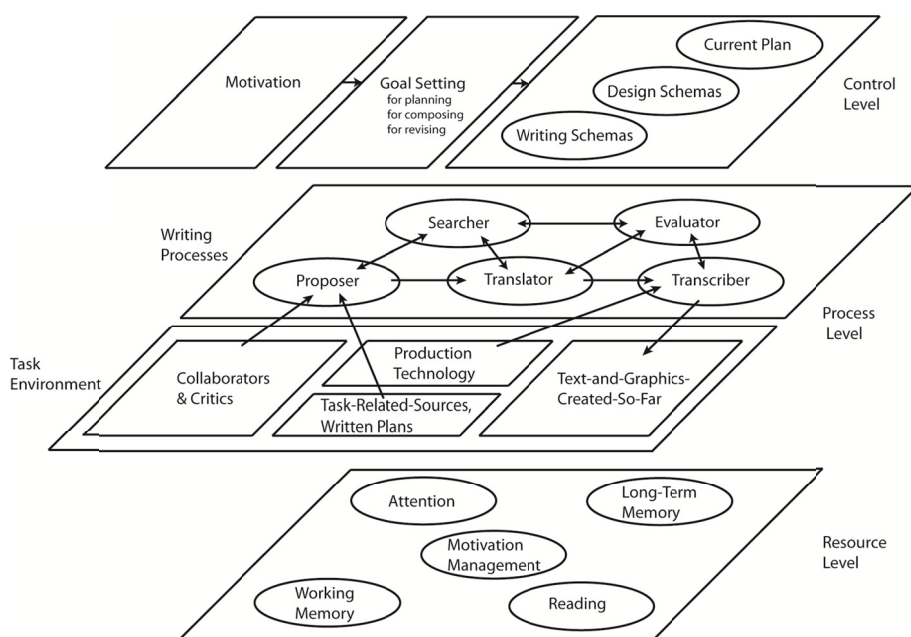 Motivation
Goal Setting
for planning
for composing
for revising
Current Plan
Design Schemas
Writing Schemas
Control
Level
Writing
Processes
Searcher
Evaluator
Proposer
Translator
Transcriber
Process
Level
Task
Environment
Collaborators
& Critics
Production
Technology
Task-Related-Sources,
Written Plans
Text-and-Graphics-
Created-So-Far
Attention
Long-Term
Memory
Motivation
Management
Working
Memory
Reading
Resource
Level